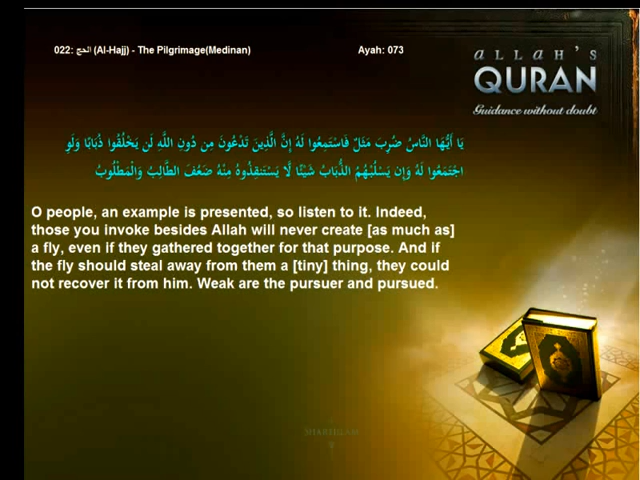 022: الحج (Al-Hajj) - The Pilgrimage(Medinan) Ayah: 073
ALLAH'S
QURAN
Guidance without doubt
يَا أَيُّهَا النَّاسُ ضُرِبَ مَثَلٌ فَاسْتَمِعُوا لَهُ إِنَّ الَّذِينَ تَدْعُونَ مِن دُونِ اللَّهِ لَن يَخْلُقُوا ذُبَابًا وَلَوِ
اجْتَمَعُوا لَهُ وَإِن يَسْلُبْهُمُ الذُّبَابُ شَيْئًا لَّا يَسْتَنقِذُوهُ مِنْهُ ضَعُفَ الطَّالِبُ وَالْمَطْلُوبُ
O people, an example is presented, so listen to it. Indeed,
those you invoke besides Allah will never create [as much as]
a fly, even if they gathered together for that purpose. And if
the fly should steal away from them a [tiny] thing, they could
not recover it from him. Weak are the pursuer and pursued.